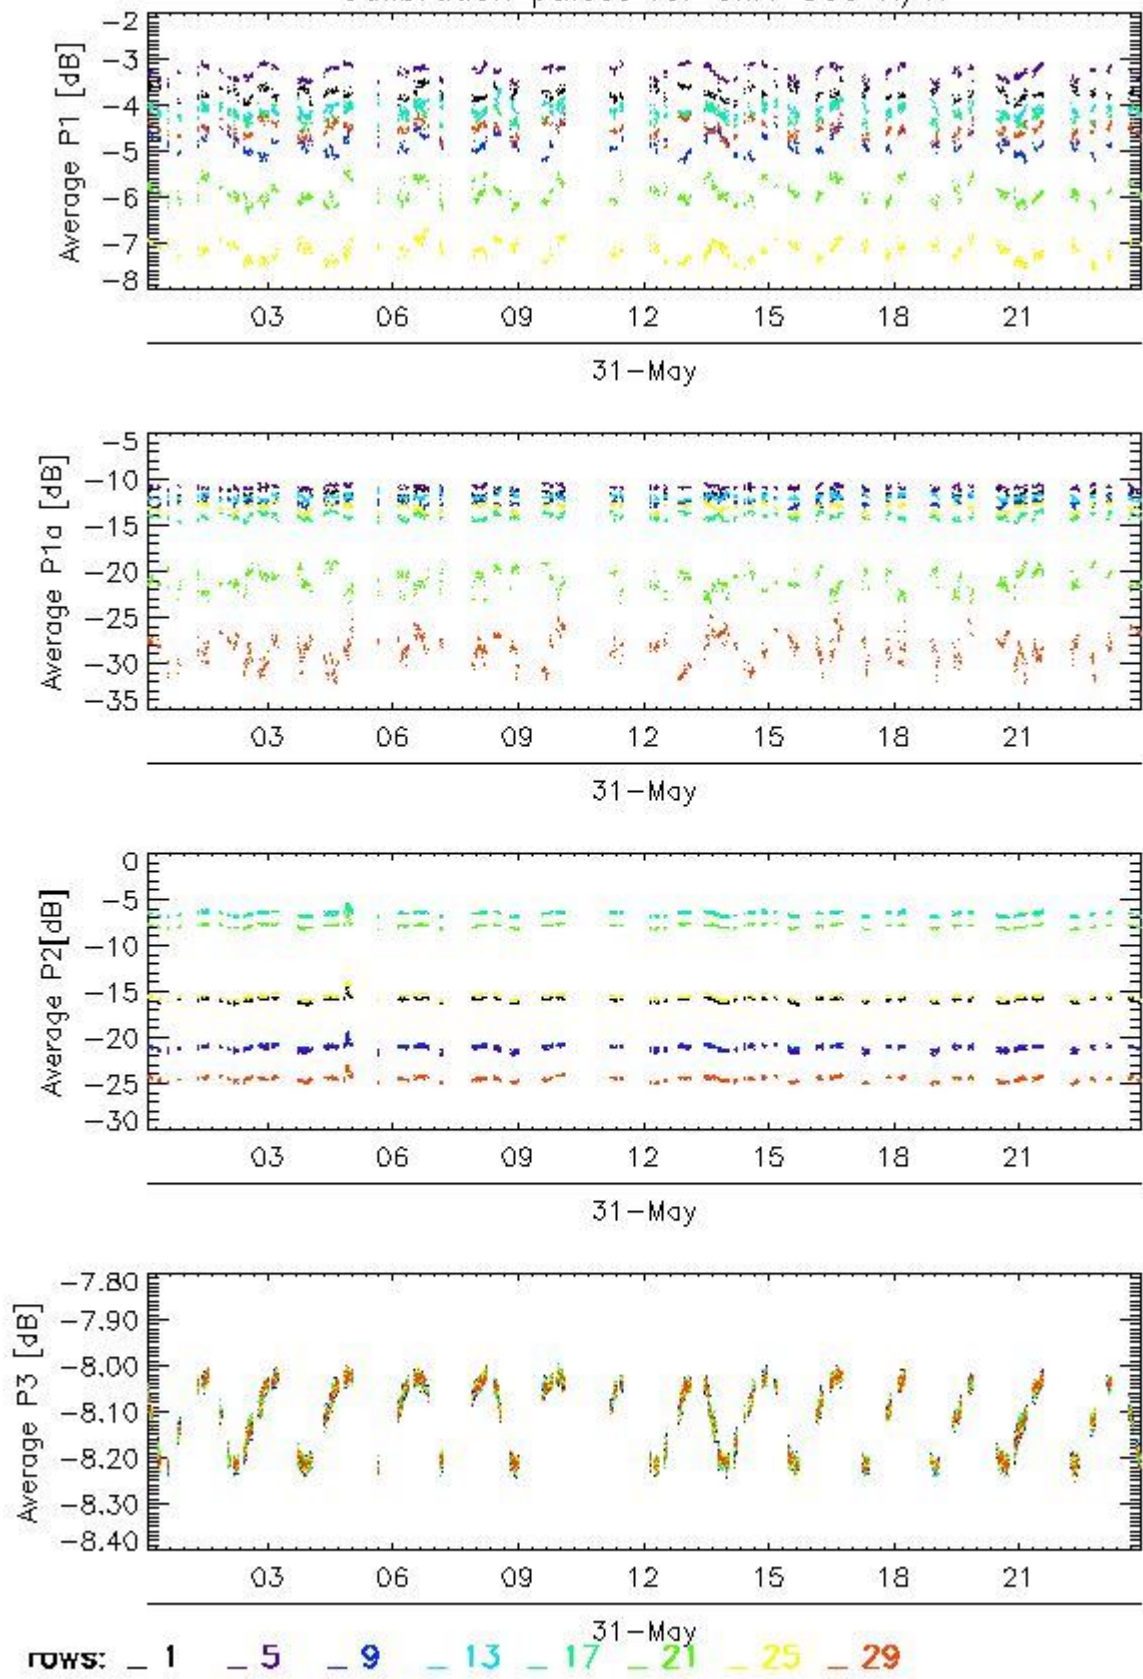 -2
-3
-4
-5
-6
-7
-8
Average P1 [dB]
03 06 09 12 15 18 21
31-May
-5
-10
-15
-20
-25
-30
-35
Average P1a [dB]
03 06 09 12 15 18 21
31-May
0
-5
-10
-15
-20
-25
-30
Average P2[dB]
03 06 09 12 15 18 21
31-May
-7.80
-7.90
-8.00
-8.10
-8.20
-8.30
-8.40
Average P3 [dB]
03 06 09 12 15 18 21
31-May
rows: _ 1 _ 5 _ 9 _ 13 _ 17 _ 21 _ 25 _ 29